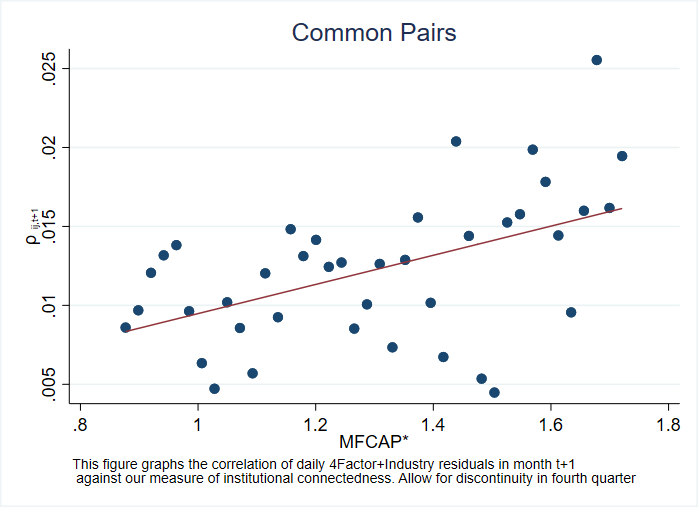 Common Pairs
.025
.02
.015
.01
.005
ρ ij,t+1
.8 1 1.2 1.4 1.6 1.8
MFCAP*
This figure graphs the correlation of daily 4Factor+Industry residuals in month t+1
against our measure of institutional connectedness. Allow for discontinuity in fourth quarter